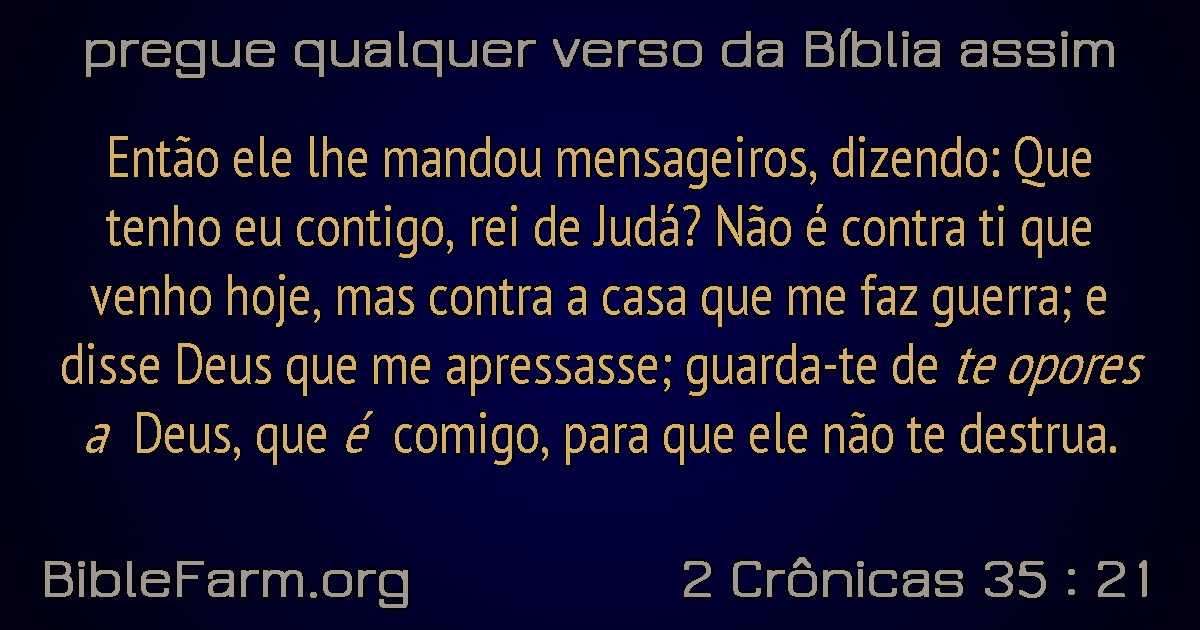 pregue qualquer verso da Bíblia assim
Então ele lhe mandou mensageiros, dizendo: Que
tenho eu contigo, rei de Judá? Não é contra ti que
venho hoje, mas contra a casa que me faz guerra; e
disse Deus que me apressasse; guarda-te de te opores
a Deus, que é comigo, para que ele não te destrua.
BibleFarm.org
2 Crônicas 35 : 21